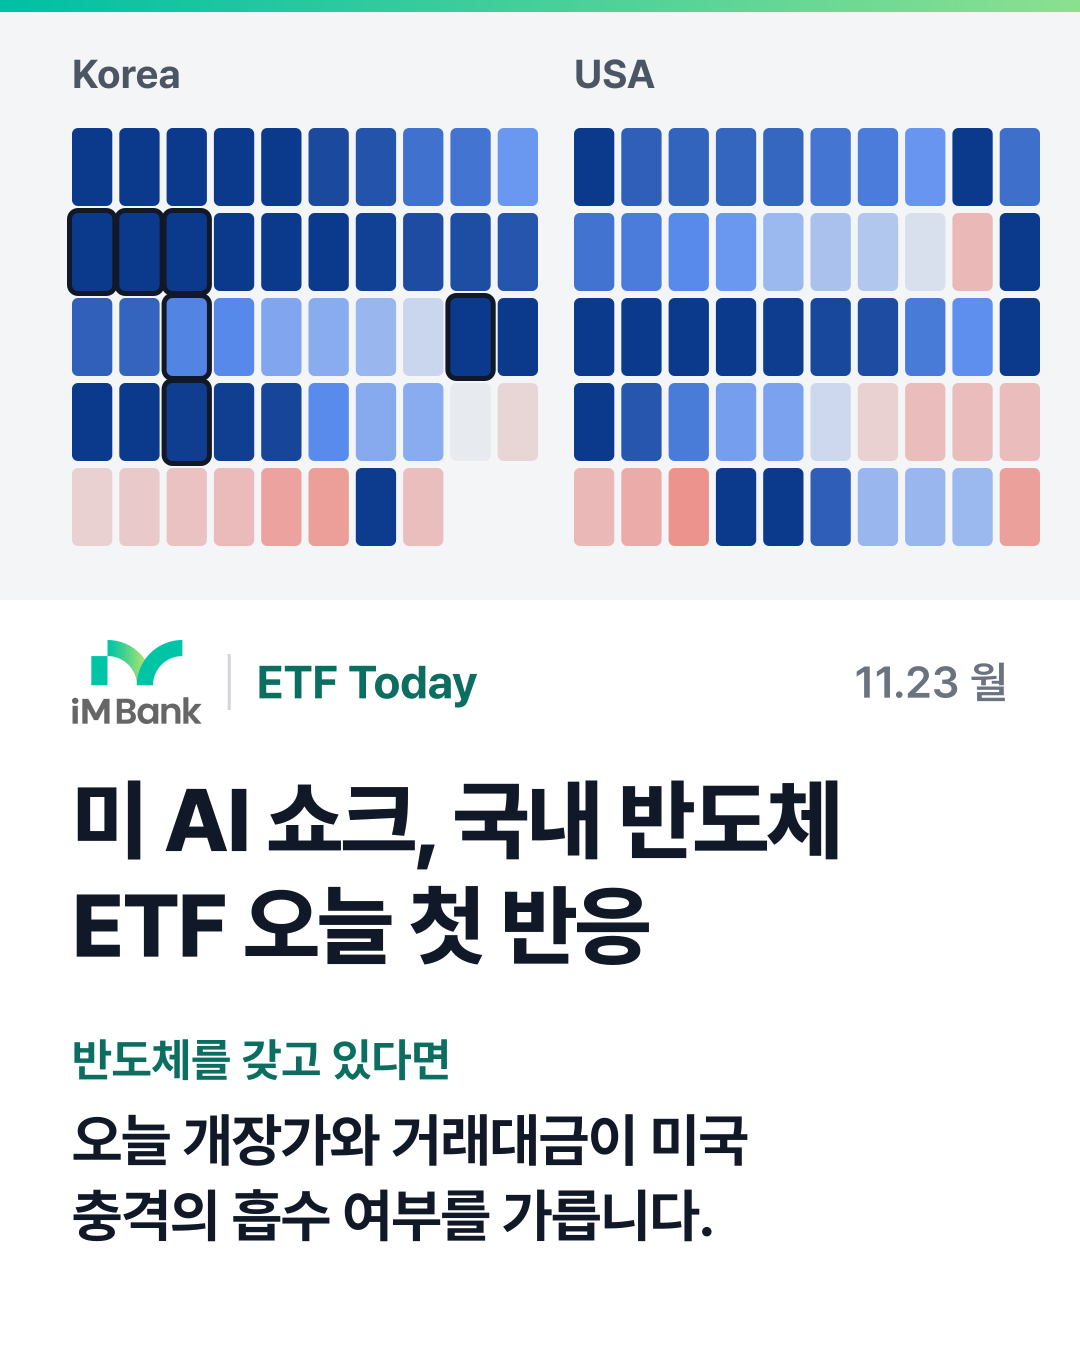 Korea
USA
iM Bank
ETF Today
11.23 월
미 AI 쇼크, 국내 반도체
ETF 오늘 첫 반응
반도체를 갖고 있다면
오늘 개장가와 거래대금이 미국
충격의 흡수 여부를 가릅니다.